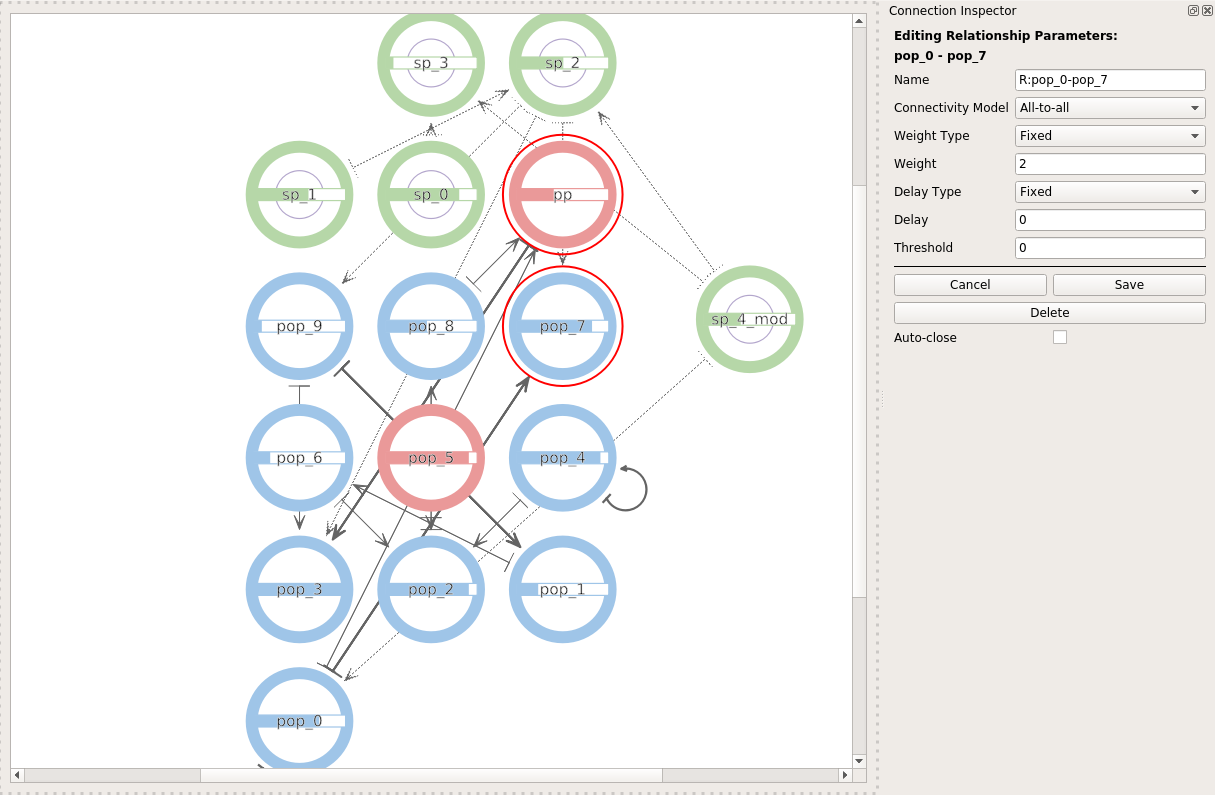 sp_3
sp_2
sp_1
sp_0
pp
pop_9
pop_8
pop_7
sp_4_mod
pop_6
pop_5
pop_4
pop_3
pop_2
pop_1
pop_0
Connection Inspector
Editing Relationship Parameters:
pop_0 - pop_7
Name R:pop_0-pop_7
Connectivity Model All-to-all
Weight Type Fixed
Weight 2
Delay Type Fixed
Delay 0
Threshold 0
Cancel Save
Delete
Auto-close